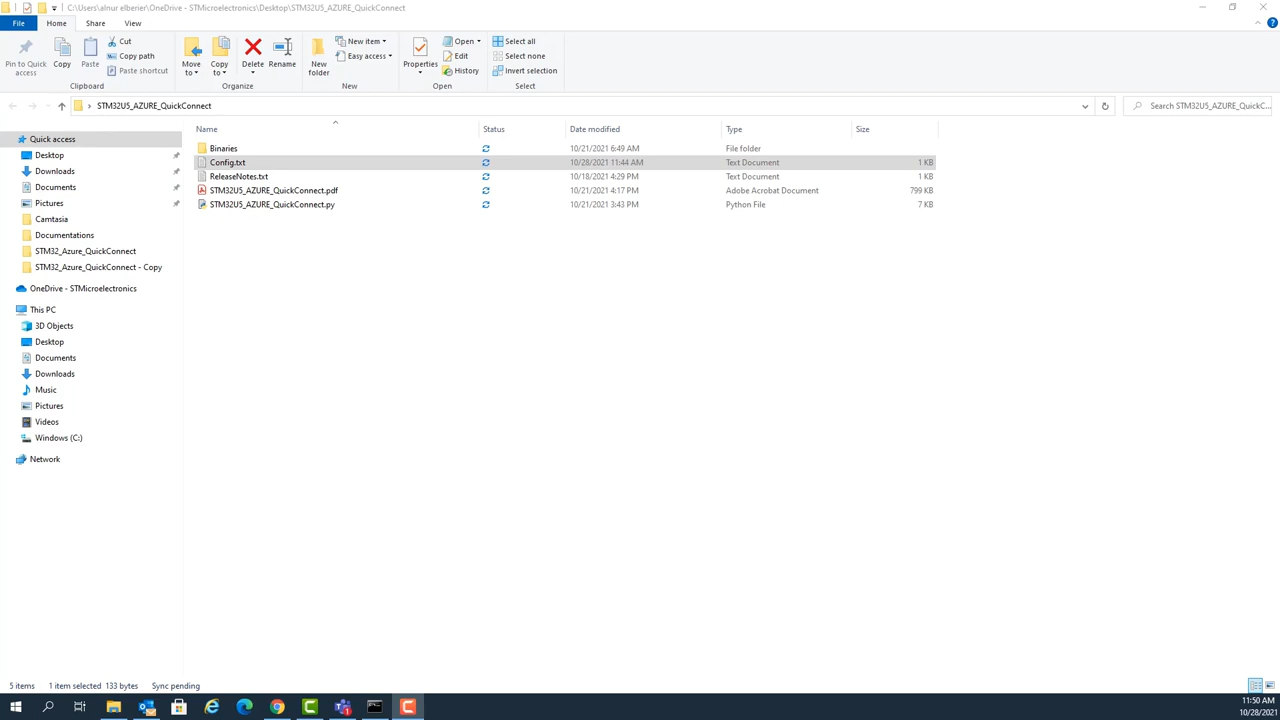 C:\Users\alnur elberier\OneDrive - STMicroelectronics\Desktop\STM32U5_AZURE_QuickConnect
File Home Share View
Pin to Quick access
Copy
Paste
Cut
Copy path
Paste shortcut
Clipboard
Move to
Copy to
Delete
Rename
Organize
New folder
New item
Easy access
New
Properties
Open
Edit
History
Open
Select all
Select none
Invert selection
Select
STM32U5_AZURE_QuickConnect
Search STM32U5_AZURE_QuickC...
Name Status Date modified Type Size
Binaries 10/21/2021 6:49 AM File folder
Config.txt 10/28/2021 11:44 AM Text Document 1 KB
ReleaseNotes.txt 10/18/2021 4:29 PM Text Document 1 KB
STM32U5_AZURE_QuickConnect.pdf 10/21/2021 4:17 PM Adobe Acrobat Document 799 KB
STM32U5_AZURE_QuickConnect.py 10/21/2021 3:43 PM Python File 7 KB
Quick access
Desktop
Downloads
Documents
Pictures
Camtasia
Documentations
STM32_Azure_QuickConnect
STM32_Azure_QuickConnect - Copy
OneDrive - STMicroelectronics
This PC
3D Objects
Desktop
Documents
Downloads
Music
Pictures
Videos
Windows (C:)
Network
5 items 1 item selected 133 bytes Sync pending
11:50 AM
10/28/2021